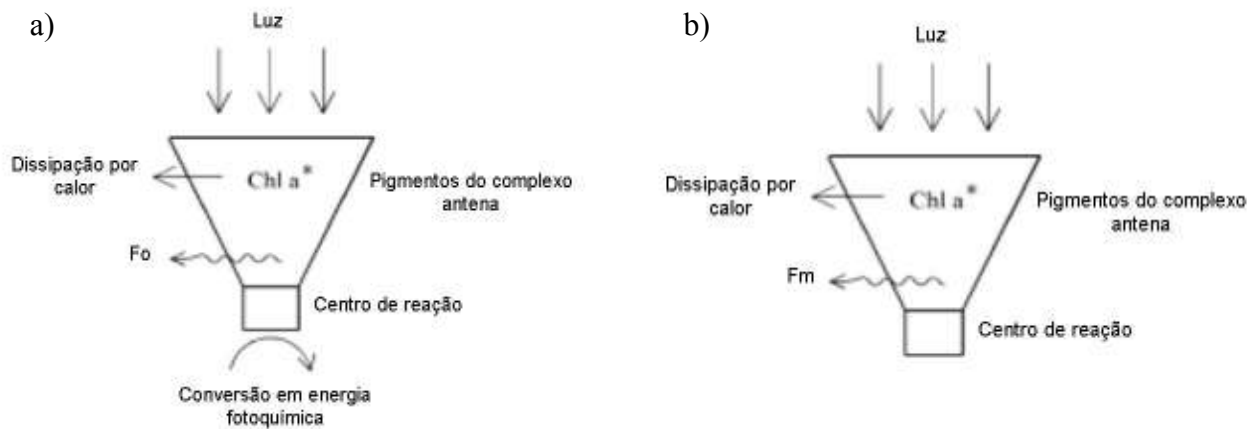 a)
Luz
Dissipação por
calor
Chl a*
Pigmentos do complexo
antena
Fo
Centro de reação
Conversão em energia
fotoquímica
b)
Luz
Dissipação por
calor
Chl a*
Pigmentos do complexo
antena
Fm
Centro de reação